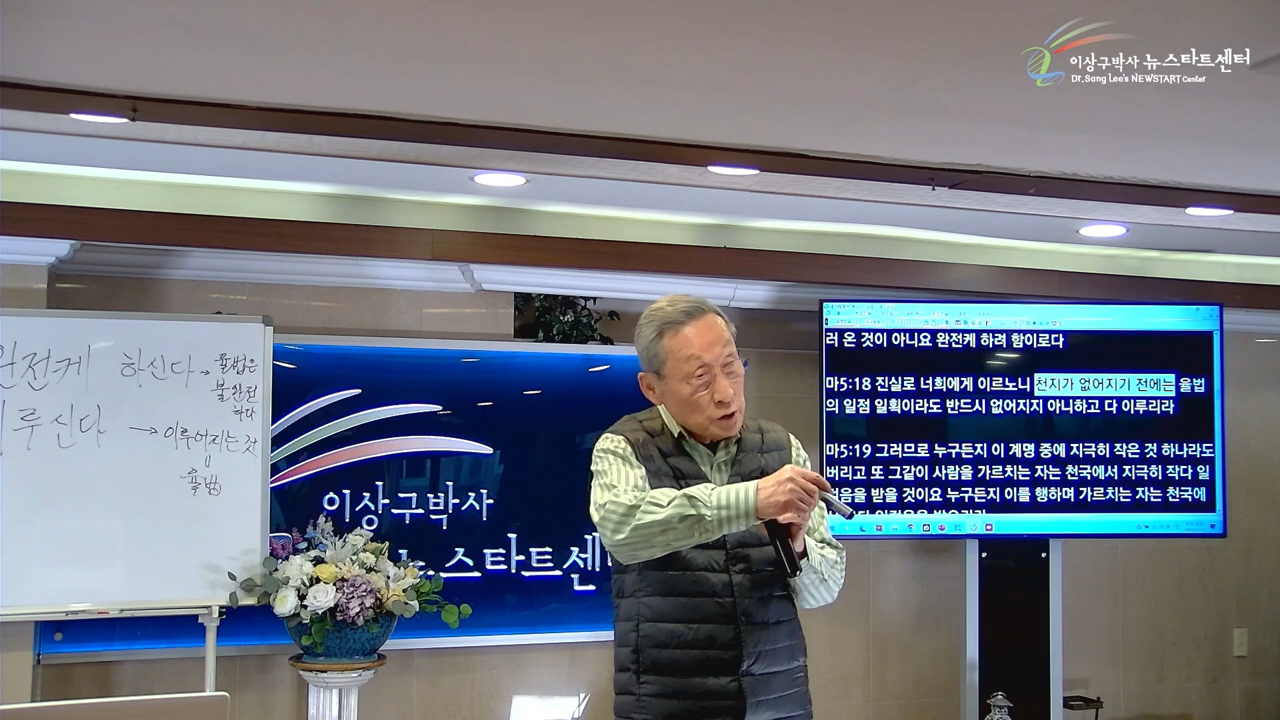 이상구박사 뉴스타트센터
Dr. Sang Lee's NEWSTART Center
완전케 하신다 → 율법은
불완전
하다
이루신다 → 이루어지는 것
율법
이상구박사
뉴스타트센
러 온 것이 아니요 완전케 하려 함이로다
마5:18 진실로 너희에게 이르노니 천지가 없어지기 전에는 율법
의 일점 일획이라도 반드시 없어지지 아니하고 다 이루리라
마5:19 그러므로 누구든지 이 계명 중에 지극히 작은 것 하나라도
버리고 또 그같이 사람을 가르치는 자는 천국에서 지극히 작다 일
컬음을 받을 것이요 누구든지 이를 행하며 가르치는 자는 천국에